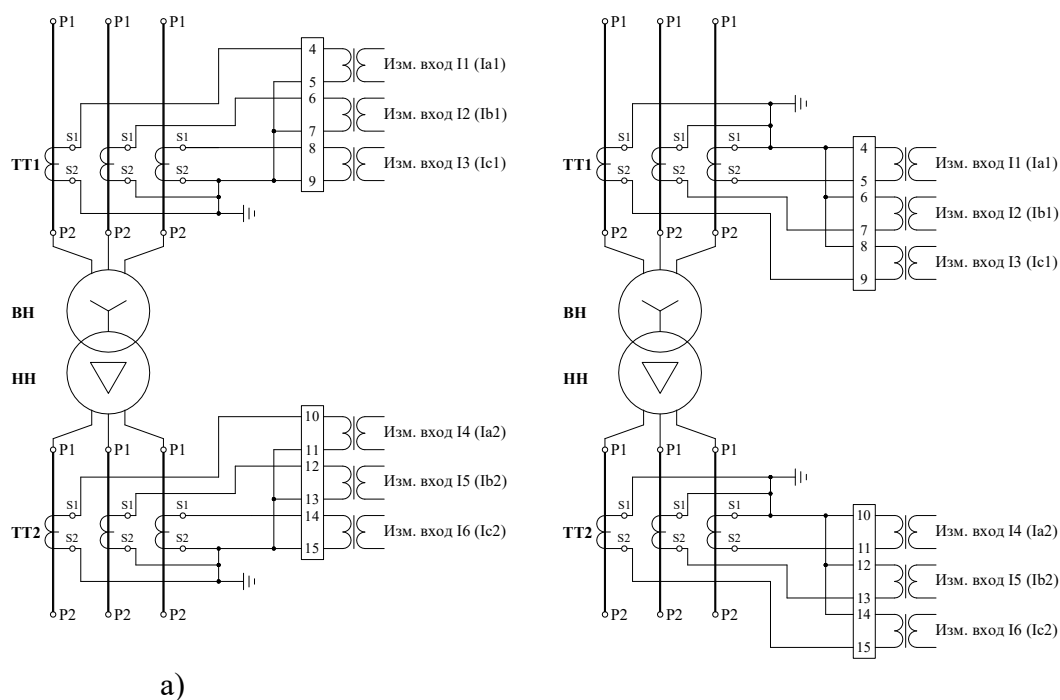 P1 P1 P1
4
Изм. вход I1 (Ia1)
5
6
Изм. вход I2 (Ib1)
7
S1 S1 S1
8
Изм. вход I3 (Ic1)
ТТ1
S2 S2 S2
9
P2 P2 P2
ВН
НН
10
Изм. вход I4 (Ia2)
11
P1 P1 P1
12
Изм. вход I5 (Ib2)
13
S1 S1 S1
14
Изм. вход I6 (Ic2)
ТТ2
S2 S2 S2
15
P2 P2 P2
а)
P1 P1 P1
S1 S1 S1
4
Изм. вход I1 (Ia1)
ТТ1
S2 S2 S2
5
6
Изм. вход I2 (Ib1)
7
P2 P2 P2
8
Изм. вход I3 (Ic1)
9
ВН
НН
P1 P1 P1
S1 S1 S1
10
Изм. вход I4 (Ia2)
ТТ2
S2 S2 S2
11
12
Изм. вход I5 (Ib2)
13
14
P2 P2 P2
Изм. вход I6 (Ic2)
15